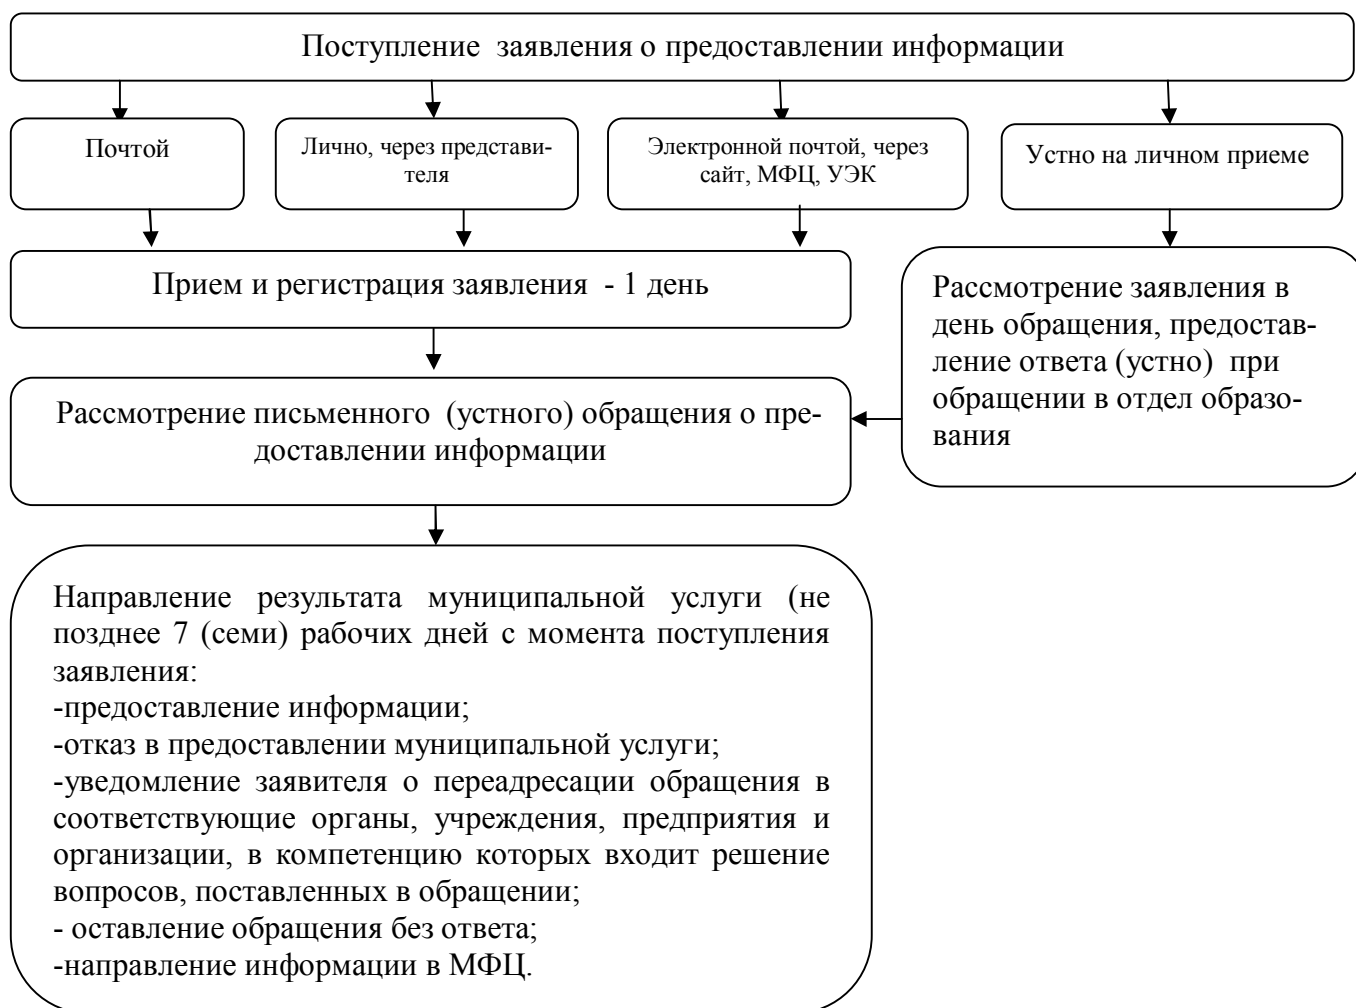 Поступление заявления о предоставлении информации
Почтой
Лично, через представи-
теля
Электронной почтой, через
сайт, МФЦ, УЭК
Устно на личном приеме
Прием и регистрация заявления - 1 день
Рассмотрение заявления в
день обращения, предостав-
ление ответа (устно) при
обращении в отдел образо-
вания
Рассмотрение письменного (устного) обращения о пре-
доставлении информации
Направление результата муниципальной услуги (не
позднее 7 (семи) рабочих дней с момента поступления
заявления:
-предоставление информации;
-отказ в предоставлении муниципальной услуги;
-уведомление заявителя о переадресации обращения в
соответствующие органы, учреждения, предприятия и
организации, в компетенцию которых входит решение
вопросов, поставленных в обращении;
- оставление обращения без ответа;
-направление информации в МФЦ.